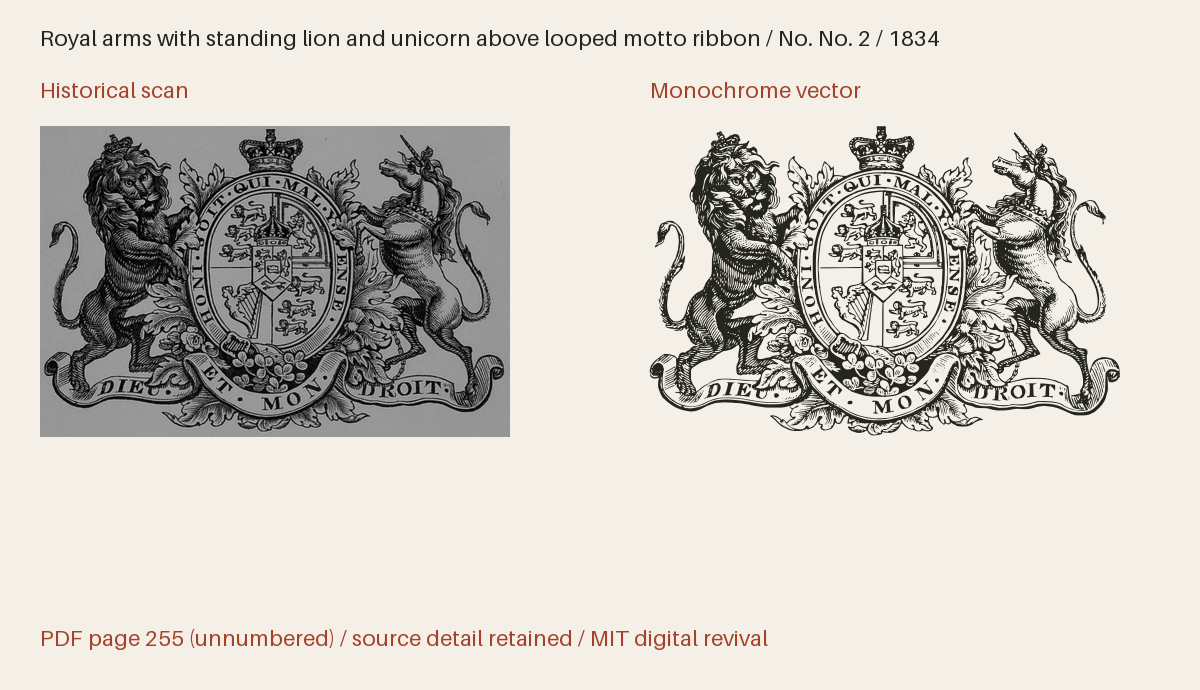 Royal arms with standing lion and unicorn above looped motto ribbon / No. No. 2 / 1834
Historical scan
Monochrome vector
HONI · SOIT · QUI · MAL · Y PENSE ·
DIEU · ET · MON · DROIT ·
HONI · SOIT · QUI · MAL · Y PENSE ·
DIEU · ET · MON · DROIT ·
PDF page 255 (unnumbered) / source detail retained / MIT digital revival